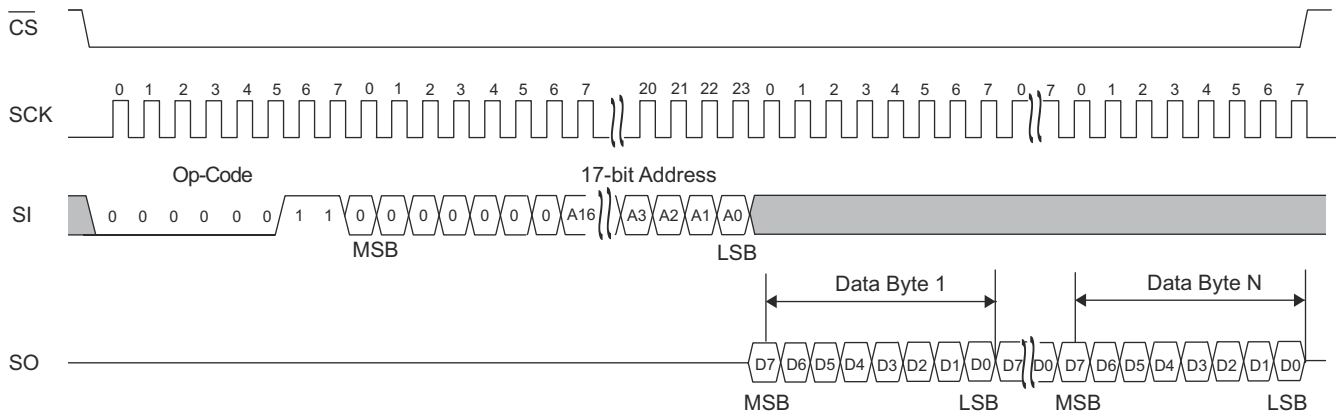 CS
0 1 2 3 4 5 6 7 0 1 2 3 4 5 6 7 20 21 22 23 0 1 2 3 4 5 6 7 0 7 0 1 2 3 4 5 6 7
SCK
Op-Code 17-bit Address
SI 0 0 0 0 0 0 1 1 0 0 0 0 0 0 0 A16 A3 A2 A1 A0
MSB LSB
Data Byte 1 Data Byte N
SO D7 D6 D5 D4 D3 D2 D1 D0 D7 D0 D7 D6 D5 D4 D3 D2 D1 D0
MSB LSB MSB LSB